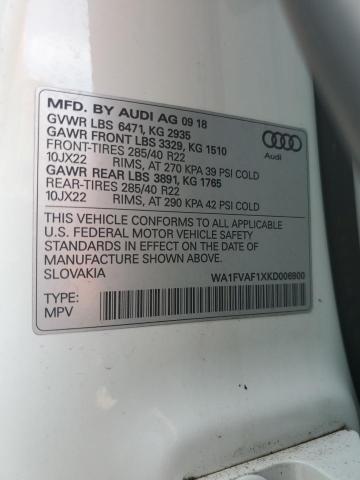 MFD. BY AUDI AG 09 18
GVWR LBS 6471, KG 2935
GAWR FRONT LBS 3329, KG 1510
FRONT-TIRES 285/40 R22
10JX22 RIMS, AT 270 KPA 39 PSI COLD
GAWR REAR LBS 3891, KG 1765
REAR-TIRES 285/40 R22
10JX22 RIMS, AT 290 KPA 42 PSI COLD
Audi
THIS VEHICLE CONFORMS TO ALL APPLICABLE
U.S. FEDERAL MOTOR VEHICLE SAFETY
STANDARDS IN EFFECT ON THE DATE OF
MANUFACTURE SHOWN ABOVE.
SLOVAKIA WA1FVAF1XKD006900
TYPE:
MPV